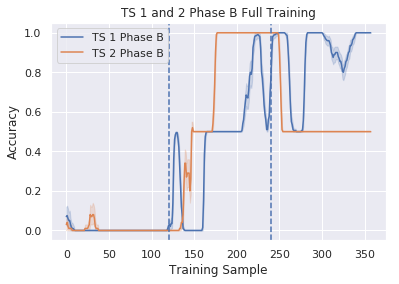 TS 1 and 2 Phase B Full Training
TS 1 Phase B
TS 2 Phase B
Accuracy
1.0
0.8
0.6
0.4
0.2
0.0
0 50 100 150 200 250 300 350
Training Sample